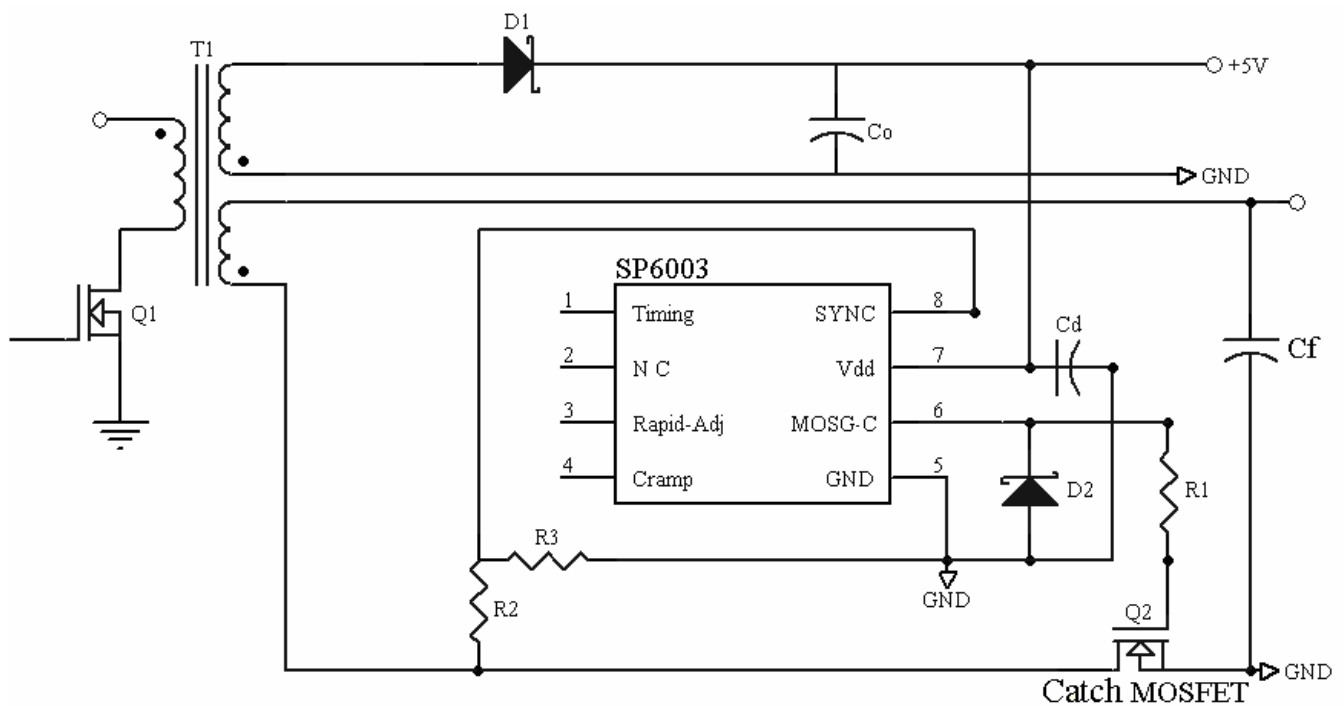 D1
T1
+5V
Co
GND
SP6003
Q1
1 Timing SYNC 8
Cd
Cf
2 N C Vdd 7
3 Rapid-Adj MOSG-C 6
4 Cramp GND 5
D2
R1
R3
GND
R2
Q2
GND
Catch MOSFET